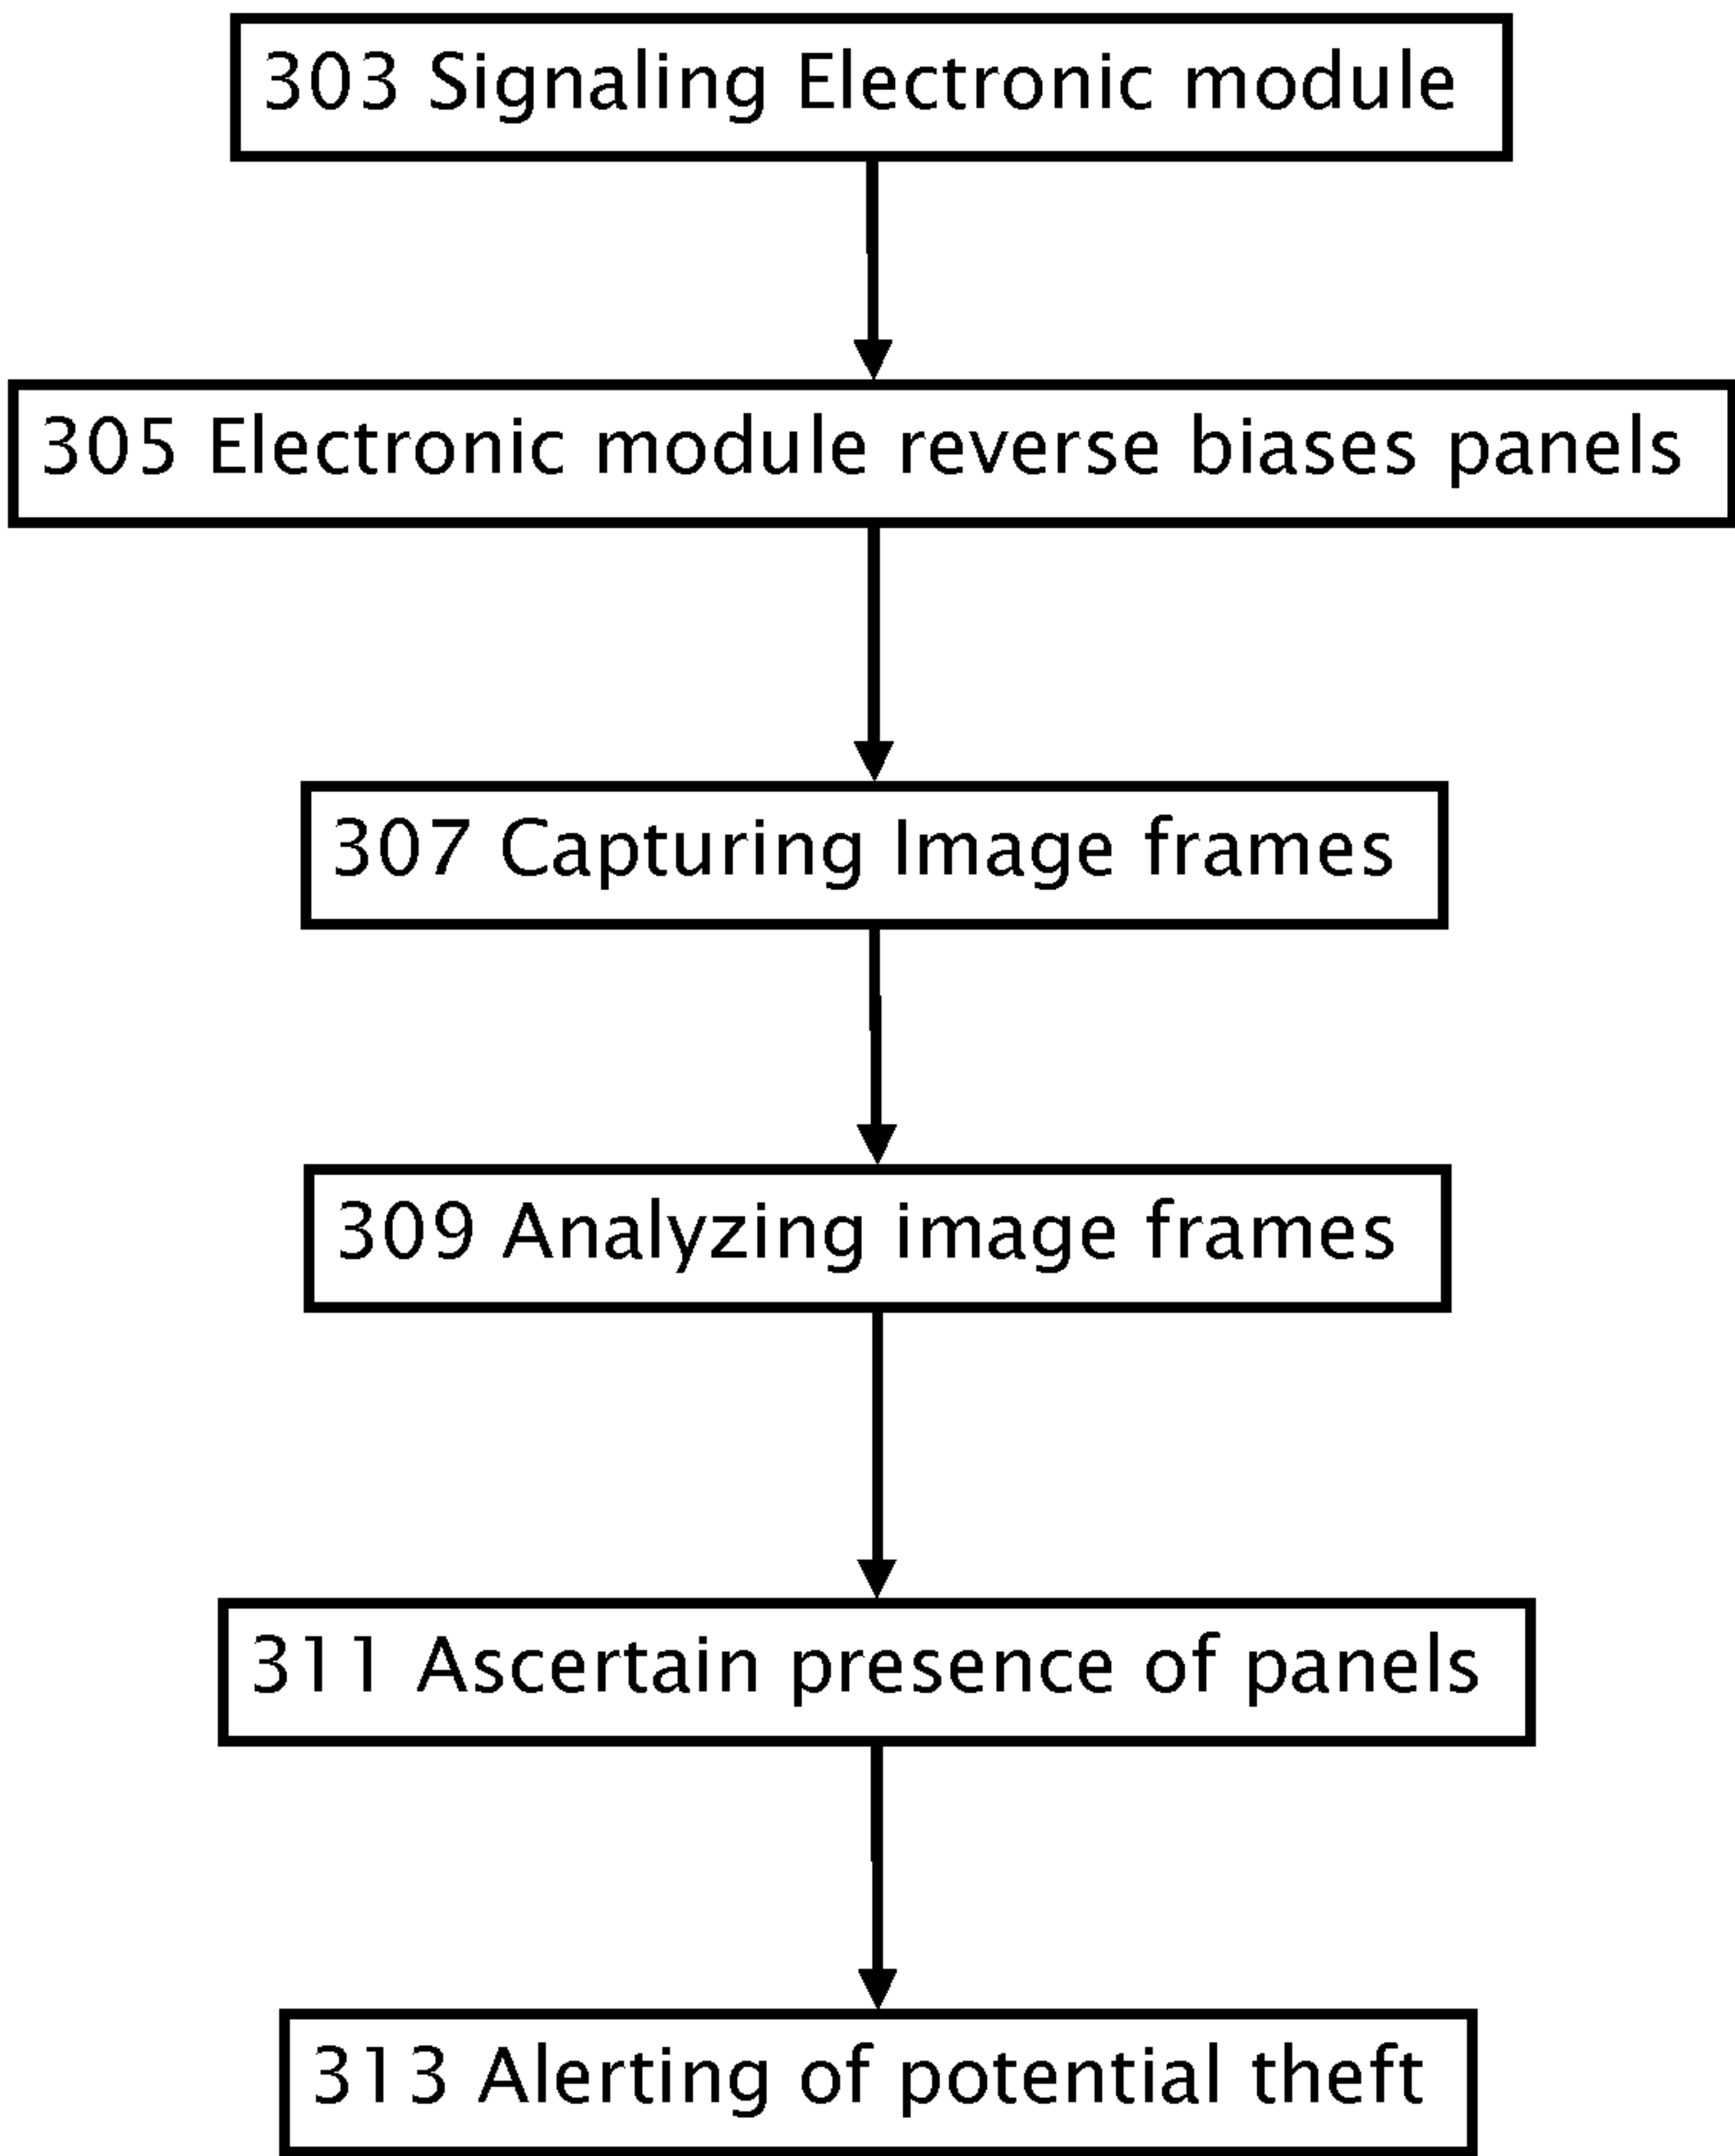 303 Signaling Electronic module
305 Electronic module reverse biases panels
307 Capturing Image frames
309 Analyzing image frames
311 Ascertain presence of panels
313 Alerting of potential theft